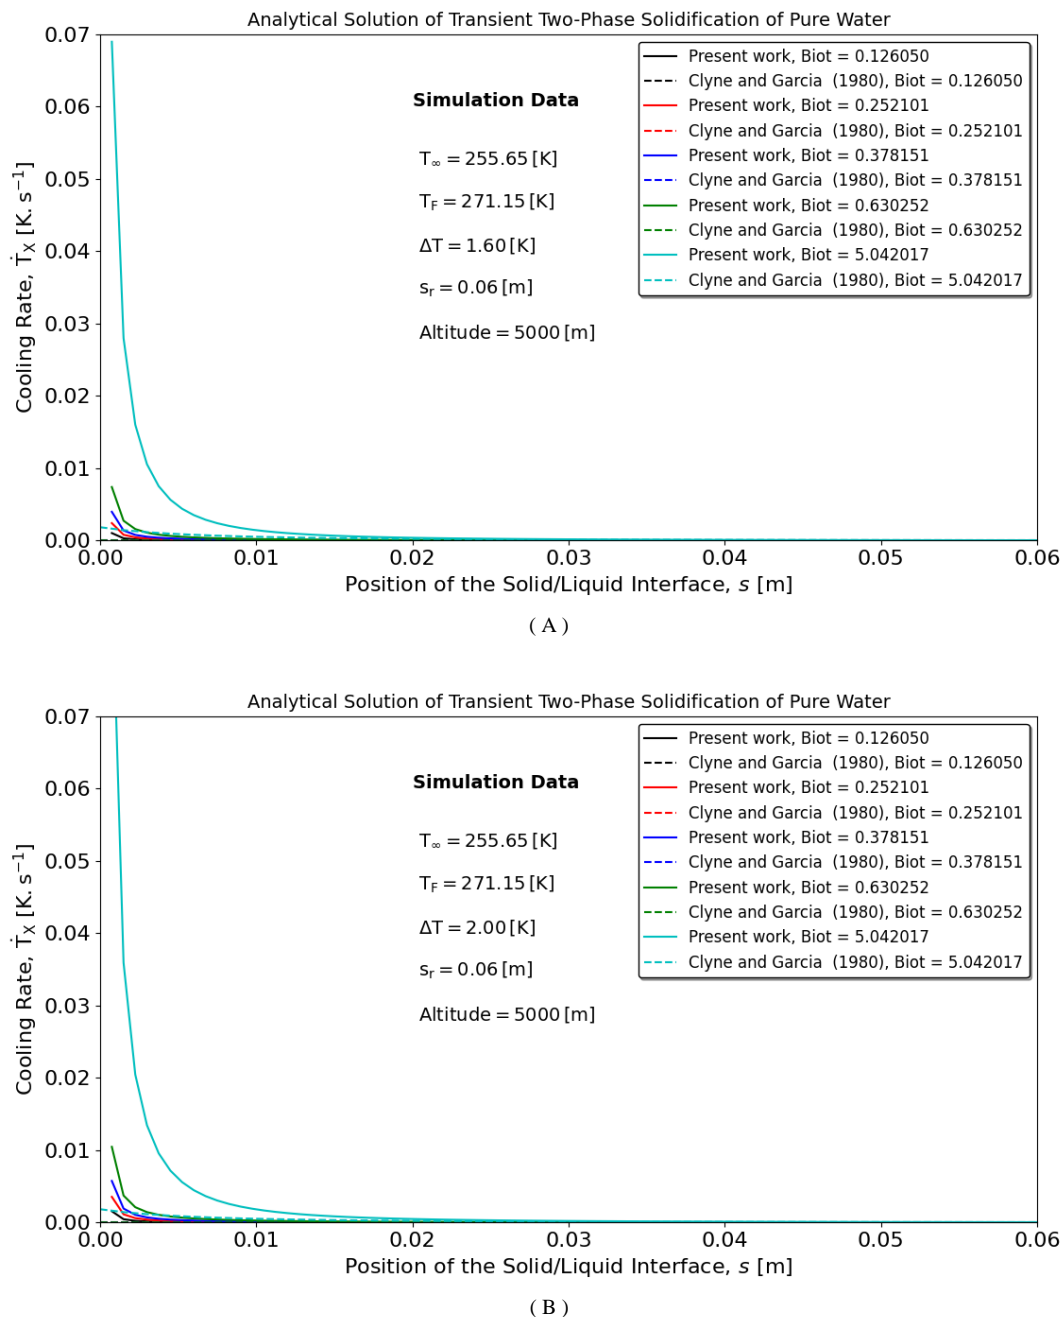 Analytical Solution of Transient Two-Phase Solidification of Pure Water
0.07
0.06
0.05
0.04
0.03
0.02
0.01
0.00
Cooling Rate, Ṫ_X [K. s⁻¹]
Simulation Data
T_∞ = 255.65 [K]
T_F = 271.15 [K]
ΔT = 1.60 [K]
s_r = 0.06 [m]
Altitude = 5000 [m]
Present work, Biot = 0.126050
Clyne and Garcia (1980), Biot = 0.126050
Present work, Biot = 0.252101
Clyne and Garcia (1980), Biot = 0.252101
Present work, Biot = 0.378151
Clyne and Garcia (1980), Biot = 0.378151
Present work, Biot = 0.630252
Clyne and Garcia (1980), Biot = 0.630252
Present work, Biot = 5.042017
Clyne and Garcia (1980), Biot = 5.042017
0.00 0.01 0.02 0.03 0.04 0.05 0.06
Position of the Solid/Liquid Interface, s [m]
( A )
Analytical Solution of Transient Two-Phase Solidification of Pure Water
0.07
0.06
0.05
0.04
0.03
0.02
0.01
0.00
Cooling Rate, Ṫ_X [K. s⁻¹]
Simulation Data
T_∞ = 255.65 [K]
T_F = 271.15 [K]
ΔT = 2.00 [K]
s_r = 0.06 [m]
Altitude = 5000 [m]
Present work, Biot = 0.126050
Clyne and Garcia (1980), Biot = 0.126050
Present work, Biot = 0.252101
Clyne and Garcia (1980), Biot = 0.252101
Present work, Biot = 0.378151
Clyne and Garcia (1980), Biot = 0.378151
Present work, Biot = 0.630252
Clyne and Garcia (1980), Biot = 0.630252
Present work, Biot = 5.042017
Clyne and Garcia (1980), Biot = 5.042017
0.00 0.01 0.02 0.03 0.04 0.05 0.06
Position of the Solid/Liquid Interface, s [m]
( B )